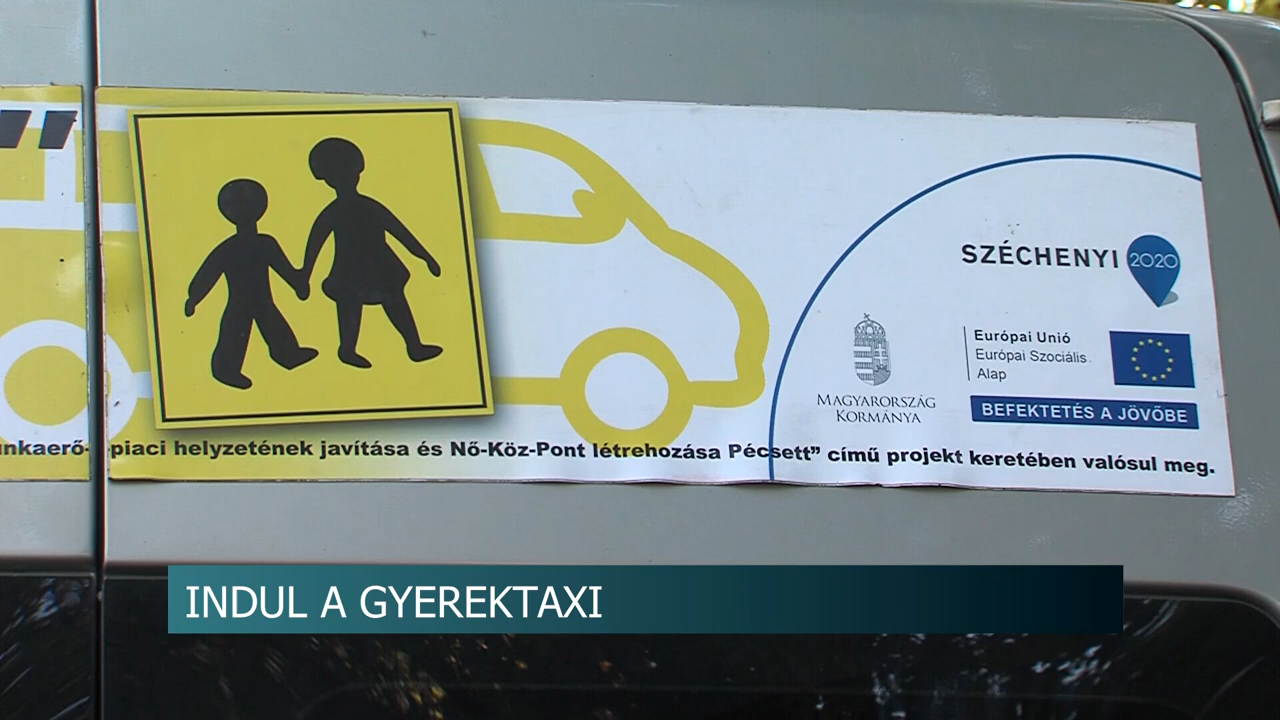 SZÉCHENYI 2020
Európai Unió
Európai Szociális
Alap
MAGYARORSZÁG
KORMÁNYA
BEFEKTETÉS A JÖVŐBE
piaci helyzetének javítása és Nő-Köz-Pont létrehozása Pécsett” című projekt keretében valósul meg.
INDUL A GYEREKTAXI